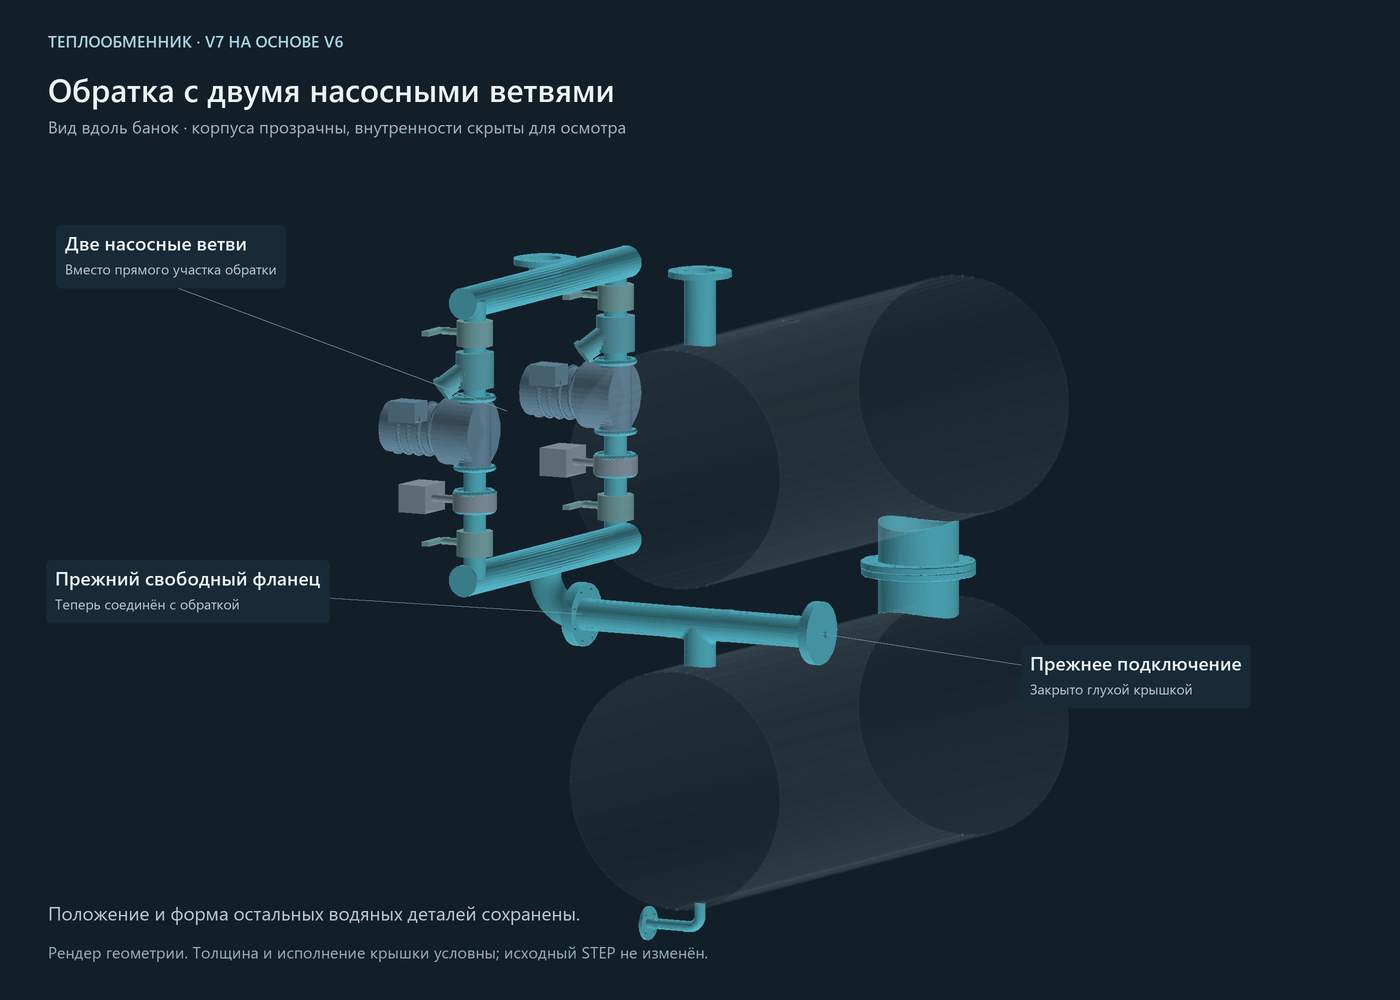 ТЕПЛООБМЕННИК · V7 НА ОСНОВЕ V6
Обратка с двумя насосными ветвями
Вид вдоль банок · корпуса прозрачны, внутренности скрыты для осмотра
Две насосные ветви
Вместо прямого участка обратки
Прежний свободный фланец
Теперь соединён с обраткой
Прежнее подключение
Закрыто глухой крышкой
Положение и форма остальных водяных деталей сохранены.
Рендер геометрии. Толщина и исполнение крышки условны; исходный STEP не изменён.